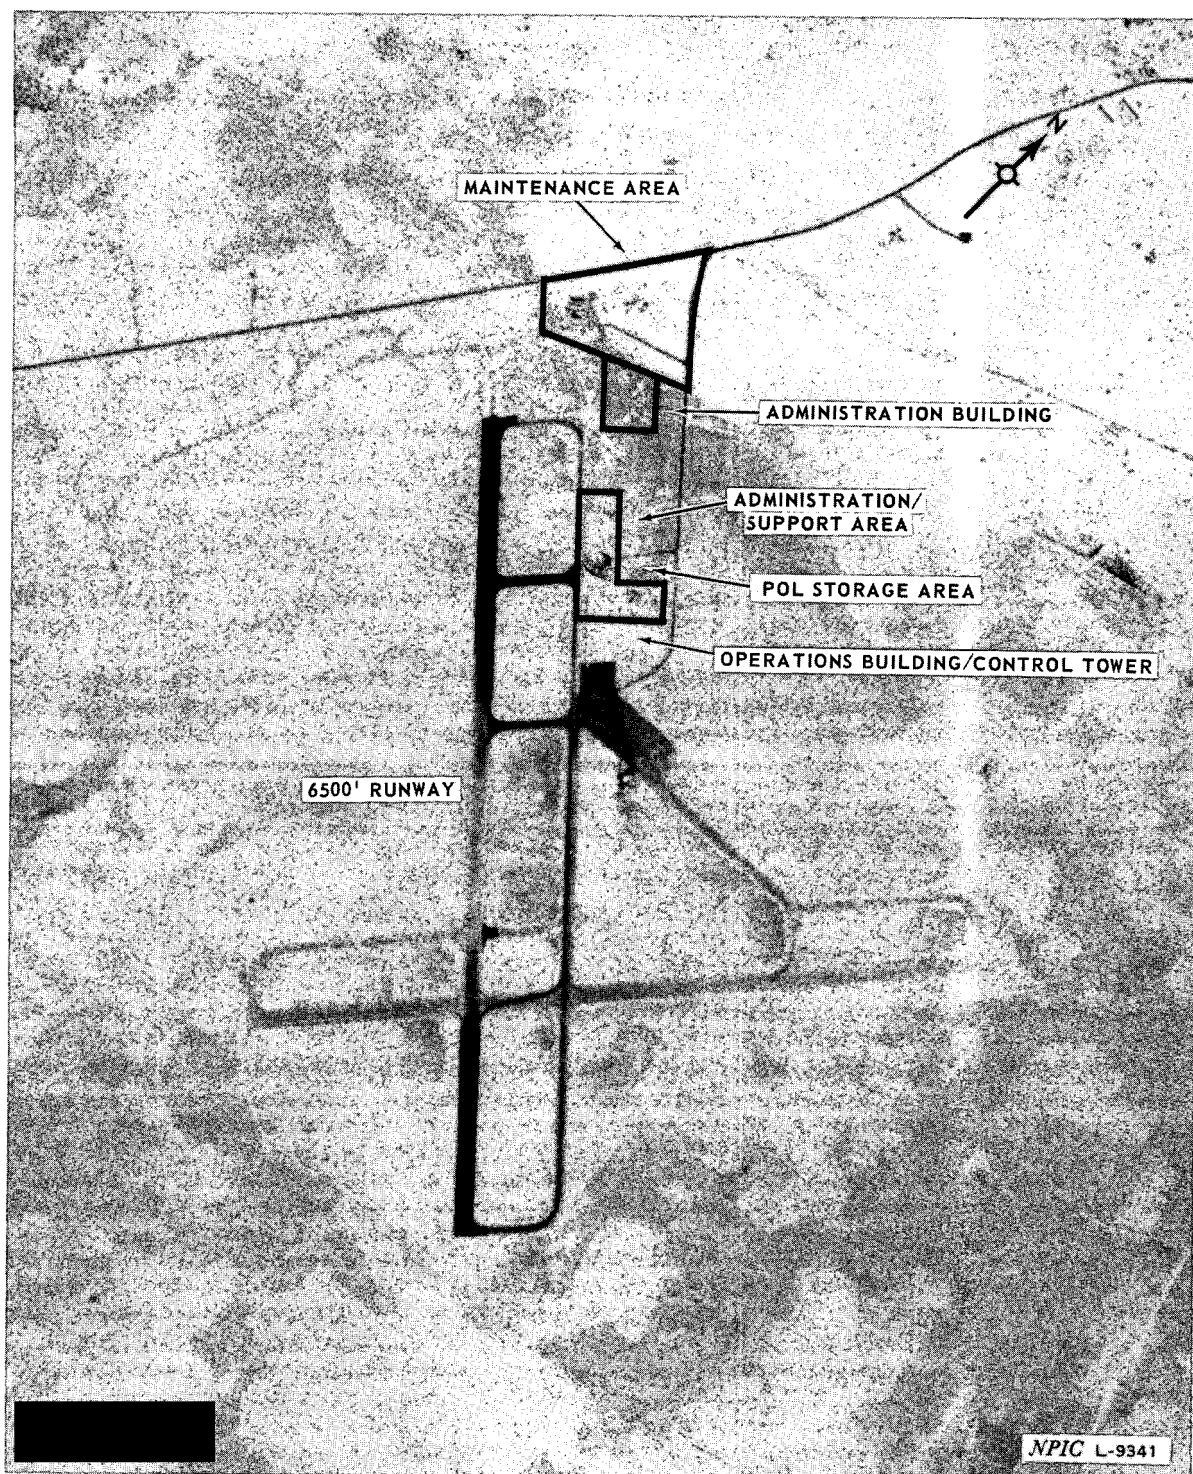 N
MAINTENANCE AREA
ADMINISTRATION BUILDING
ADMINISTRATION/
SUPPORT AREA
POL STORAGE AREA
OPERATIONS BUILDING/CONTROL TOWER
6500' RUNWAY
NPIC L-9341